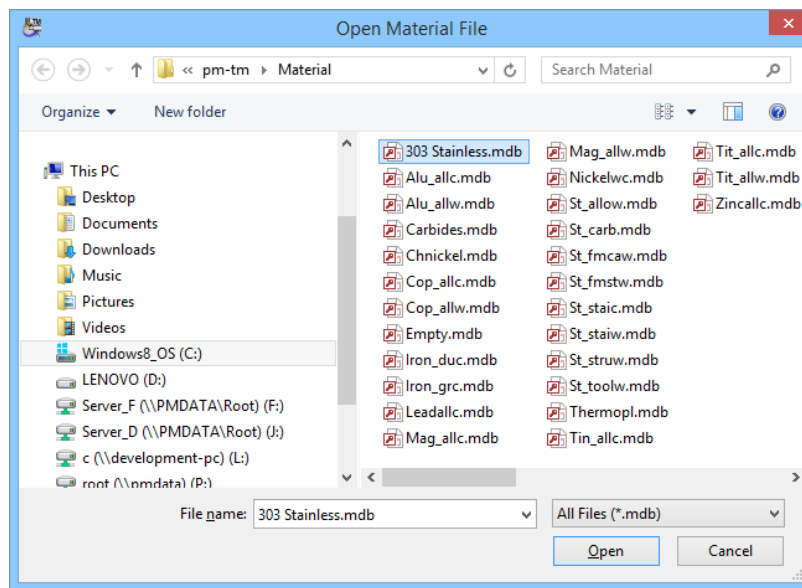 Open Material File
« pm-tm Material
Search Material
Organize New folder
This PC
Desktop
Documents
Downloads
Music
Pictures
Videos
Windows8_OS (C:)
LENOVO (D:)
Server_F (\\PMDATA\Root) (F:)
Server_D (\\PMDATA\Root) (J:)
c (\\development-pc) (L:)
root (\\pmdata) (P:)
303 Stainless.mdb
Alu_allc.mdb
Alu_allw.mdb
Carbides.mdb
Chnickel.mdb
Cop_allc.mdb
Cop_allw.mdb
Empty.mdb
Iron_duc.mdb
Iron_grc.mdb
Leadallc.mdb
Mag_allc.mdb
Mag_allw.mdb
Nickelwc.mdb
St_allow.mdb
St_carb.mdb
St_fmcaw.mdb
St_fmstw.mdb
St_staic.mdb
St_staiw.mdb
St_struw.mdb
St_toolw.mdb
Thermopl.mdb
Tin_allc.mdb
Tit_allc.mdb
Tit_allw.mdb
Zincallc.mdb
File name: 303 Stainless.mdb
All Files (*.mdb)
Open Cancel